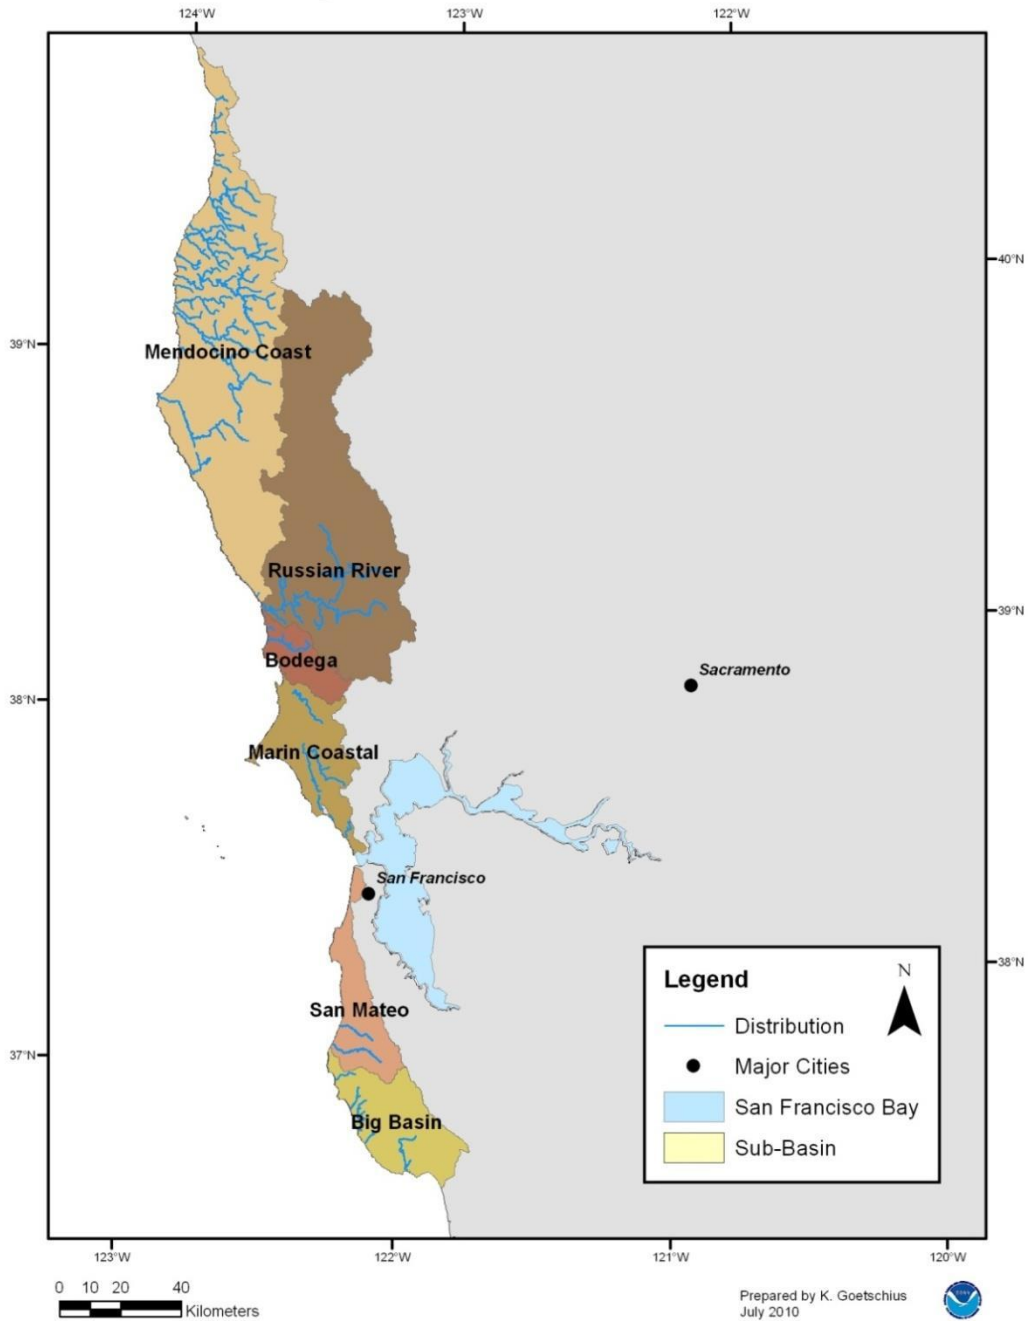 124°W 123°W 122°W
40°N
39°N
Mendocino Coast
Russian River
39°N
Bodega
Sacramento
38°N
Marin Coastal
San Francisco
38°N
Legend
N
San Mateo
Distribution
37°N
Major Cities
San Francisco Bay
Big Basin
Sub-Basin
123°W 122°W 121°W 120°W
0 10 20 40
Kilometers
Prepared by K. Goetschius
July 2010